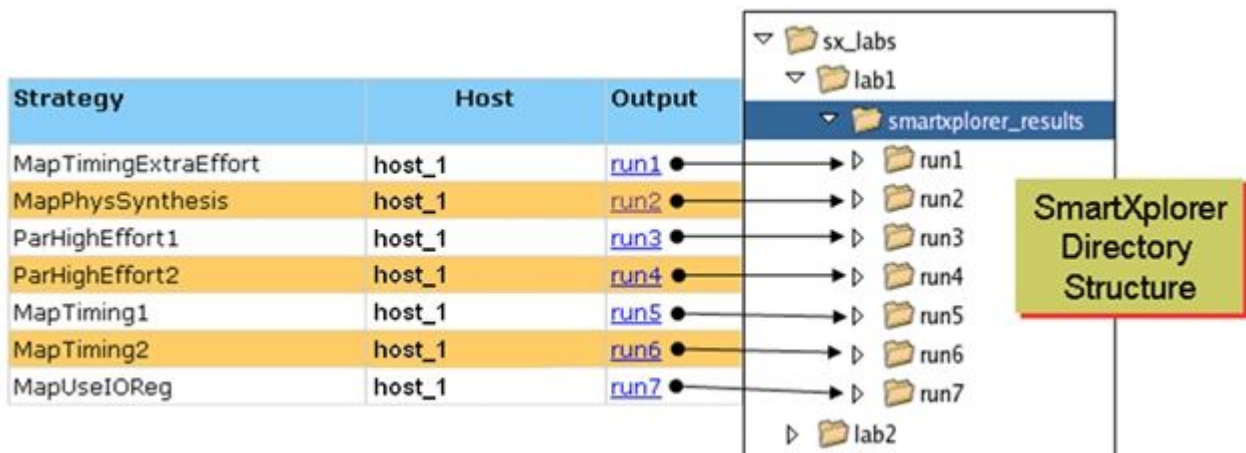 Strategy Host Output
MapTimingExtraEffort host_1 run1
MapPhysSynthesis host_1 run2
ParHighEffort1 host_1 run3
ParHighEffort2 host_1 run4
MapTiming1 host_1 run5
MapTiming2 host_1 run6
MapUseIOReg host_1 run7
sx_labs
lab1
smartxplorer_results
run1
run2
run3
run4
run5
run6
run7
lab2
SmartXplorer
Directory
Structure